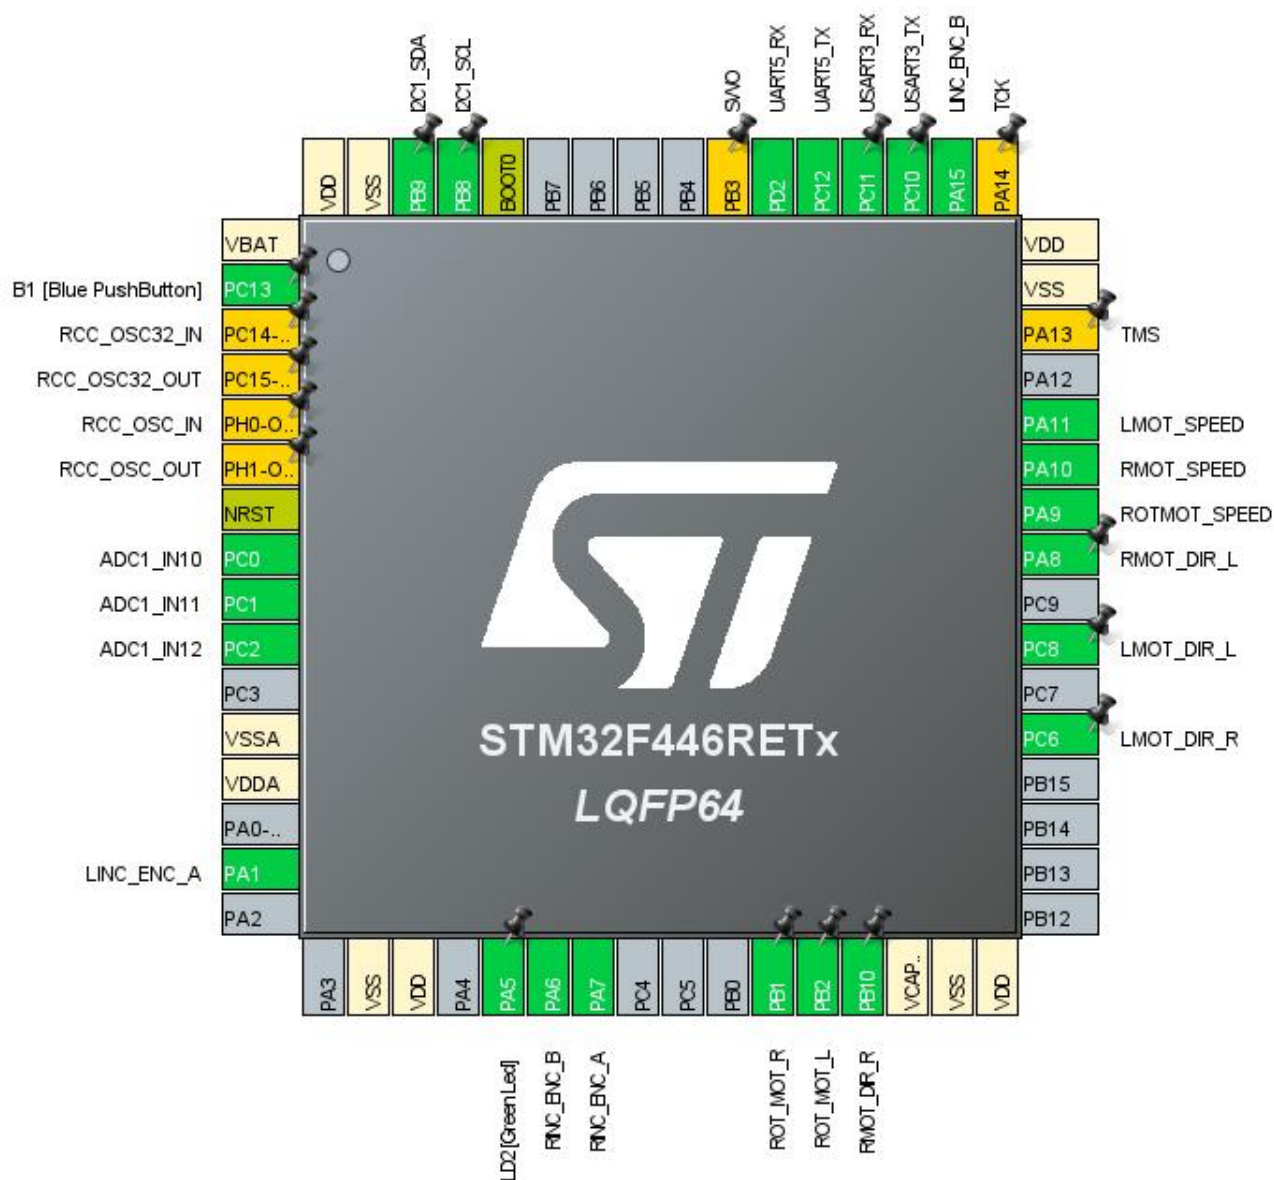 I2C1_SDA
I2C1_SCL
SWO
UART5_RX
UART5_TX
USART3_RX
USART3_TX
LINC_ENC_B
TCK
VDD
VSS
PB9
PB8
BOOT0
PB7
PB6
PB5
PB4
PB3
PD2
PC12
PC11
PC10
PA15
PA14
VBAT
B1 [Blue PushButton] PC13
RCC_OSC32_IN PC14-..
RCC_OSC32_OUT PC15-..
RCC_OSC_IN PH0-O..
RCC_OSC_OUT PH1-O..
NRST
ADC1_IN10 PC0
ADC1_IN11 PC1
ADC1_IN12 PC2
PC3
VSSA
VDDA
PA0-..
LINC_ENC_A PA1
PA2
ST
STM32F446RETx
LQFP64
VDD
VSS
PA13 TMS
PA12
PA11 LMOT_SPEED
PA10 RMOT_SPEED
PA9 ROTMOT_SPEED
PA8 RMOT_DIR_L
PC9
PC8 LMOT_DIR_L
PC7
PC6 LMOT_DIR_R
PB15
PB14
PB13
PB12
PA3
VSS
VDD
PA4
PA5
PA6
PA7
PC4
PC5
PB0
PB1
PB2
PB10
VCAP..
VSS
VDD
LD2 [Green Led]
RINC_ENC_B
RINC_ENC_A
ROT_MOT_R
ROT_MOT_L
RMOT_DIR_R